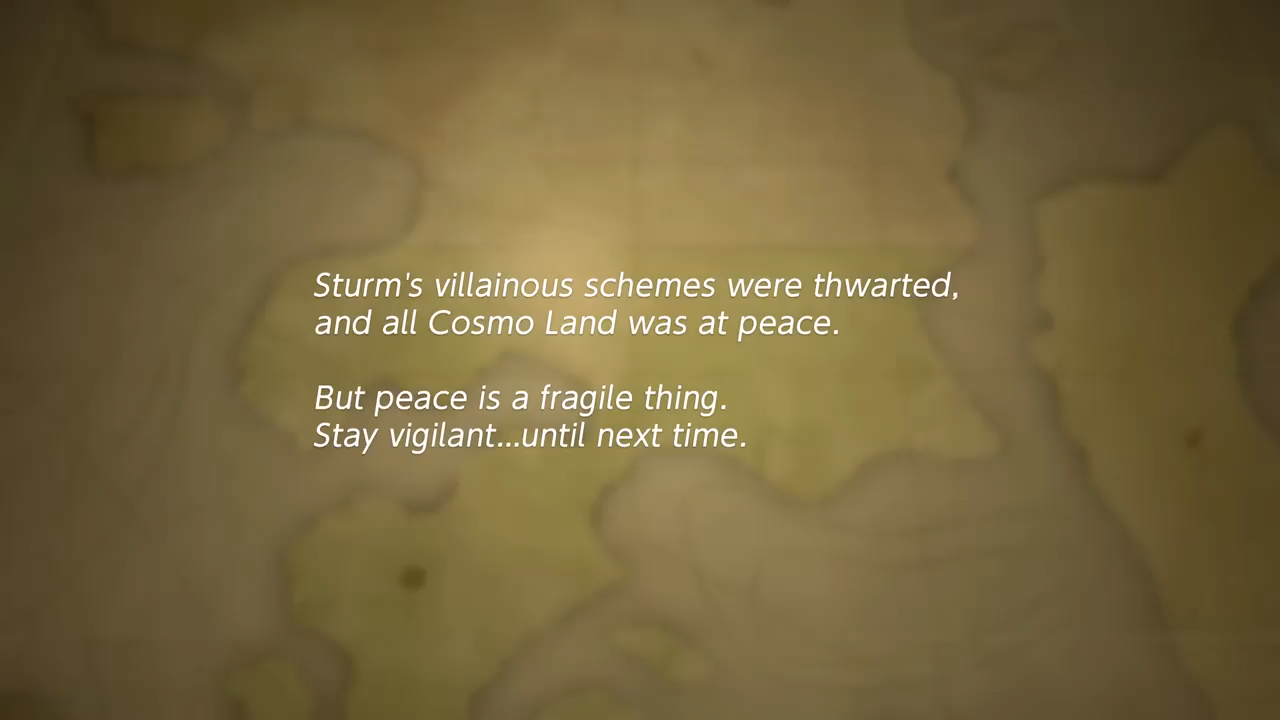 Sturm's villainous schemes were thwarted,
and all Cosmo Land was at peace.
But peace is a fragile thing.
Stay vigilant...until next time.